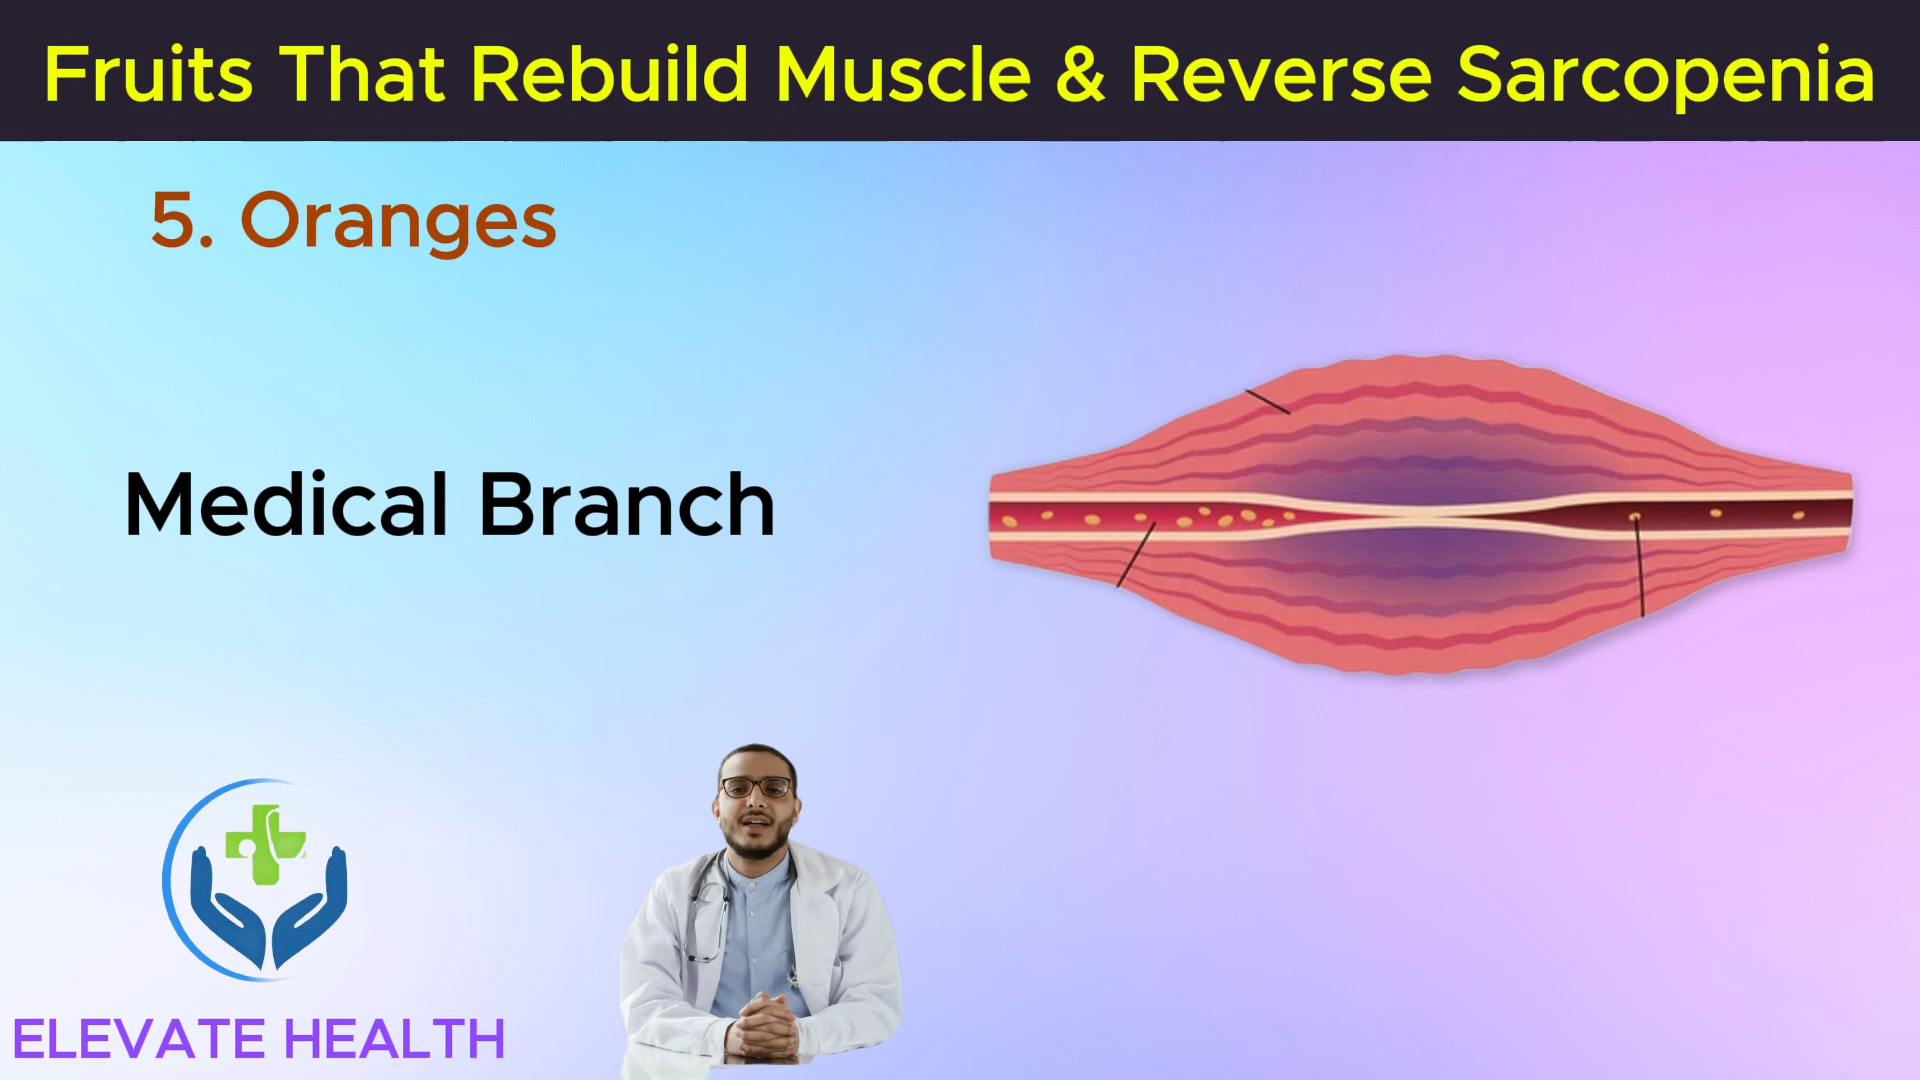 Fruits That Rebuild Muscle & Reverse Sarcopenia
5. Oranges
Medical Branch
ELEVATE HEALTH